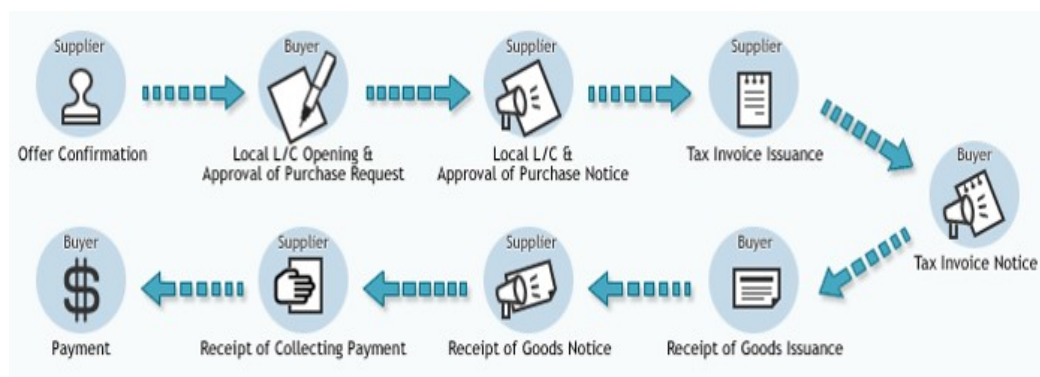 Supplier
Offer Confirmation
Buyer
Local L/C Opening &
Approval of Purchase Request
Supplier
Local L/C &
Approval of Purchase Notice
Supplier
Tax Invoice Issuance
Buyer
Tax Invoice Notice
Buyer
Receipt of Goods Issuance
Supplier
Receipt of Goods Notice
Supplier
Receipt of Collecting Payment
Buyer
$
Payment